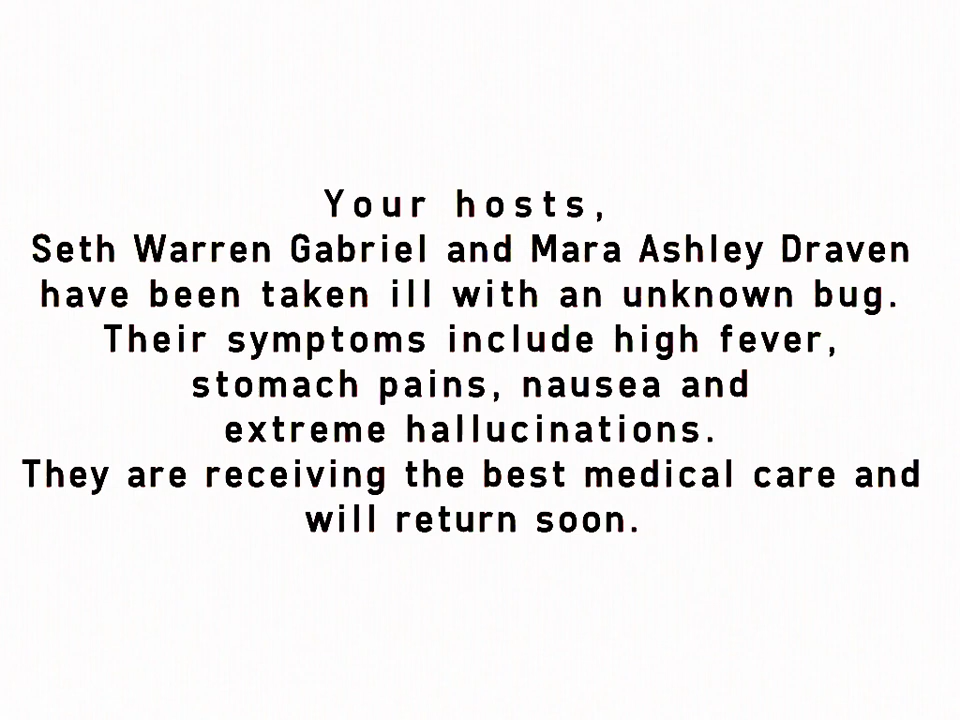 Your hosts,
Seth Warren Gabriel and Mara Ashley Draven
have been taken ill with an unknown bug.
Their symptoms include high fever,
stomach pains, nausea and
extreme hallucinations.
They are receiving the best medical care and
will return soon.